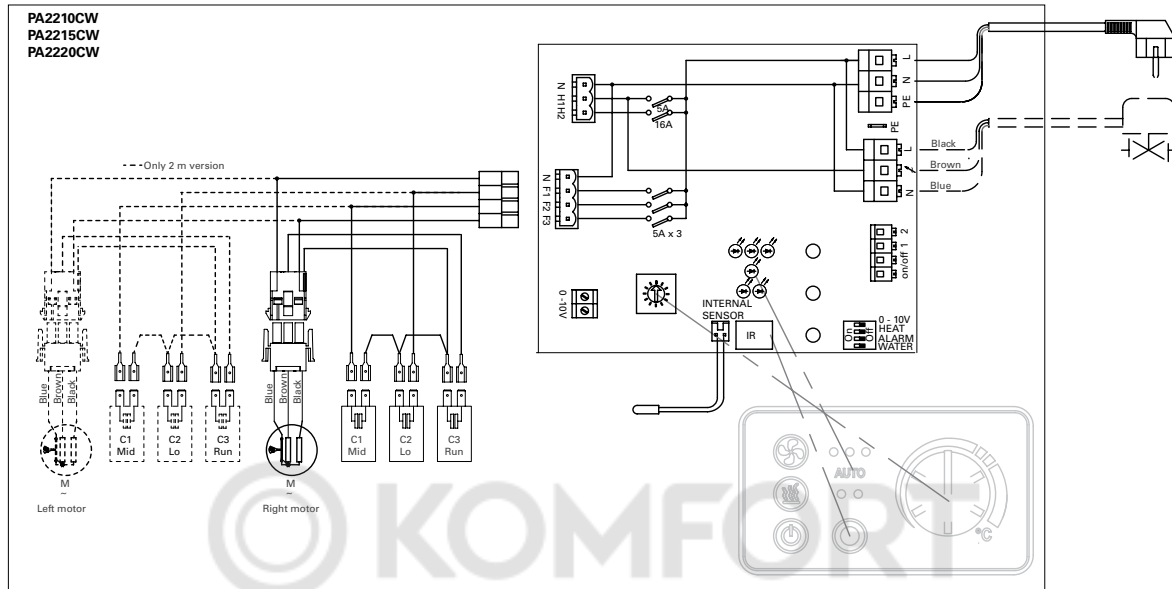 PA2210CW
PA2215CW
PA2220CW
Only 2 m version
N H1H2
5A
16A
L
N
PE
PE
L
N
Black
Brown
Blue
N F1 F2 F3
5A x 3
on/off 1 2
0 -10V
INTERNAL
SENSOR
IR
On
Off
0 - 10V
HEAT
ALARM
WATER
Blue
Brown
Black
C1
Mid
C2
Lo
C3
Run
M
~
Left motor
Blue
Brown
Black
C1
Mid
C2
Lo
C3
Run
M
~
Right motor
AUTO
°C
KOMFORT